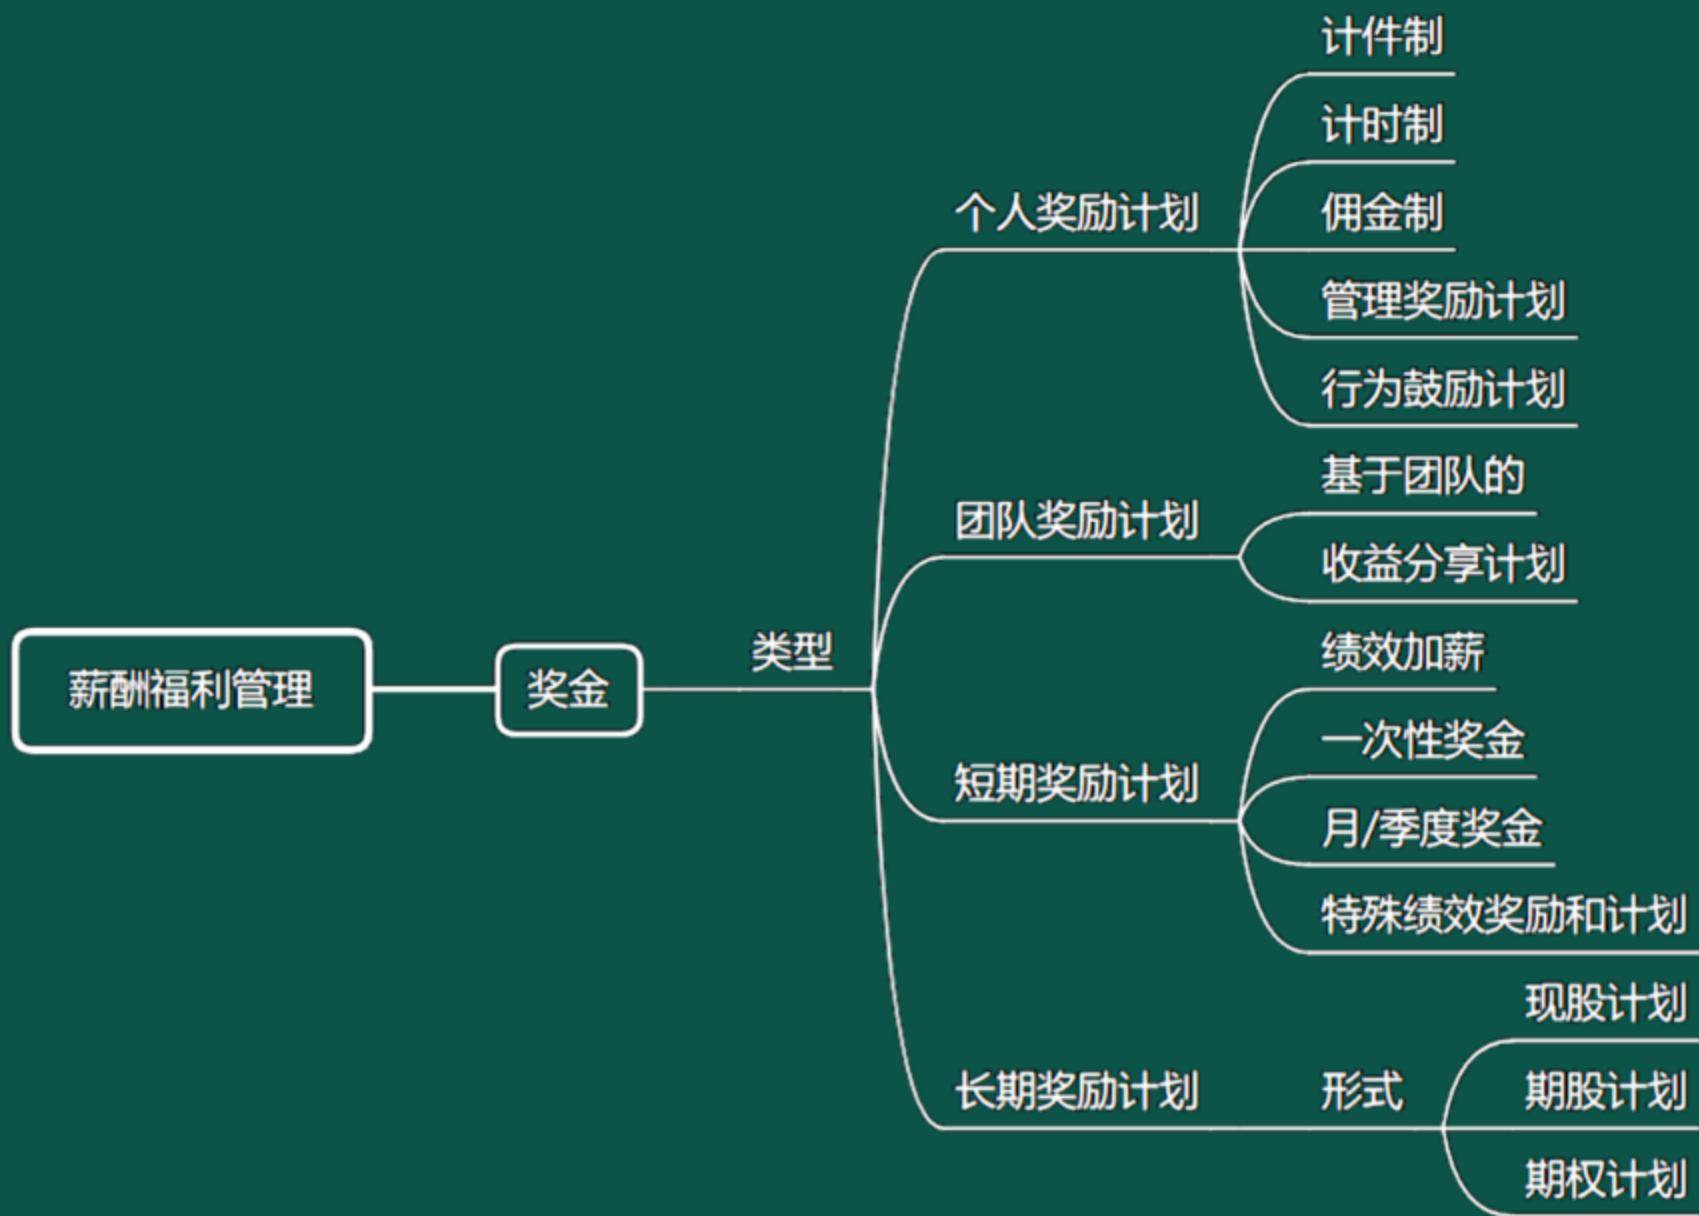 薪酬福利管理
奖金
类型
个人奖励计划
计件制
计时制
佣金制
管理奖励计划
行为鼓励计划
团队奖励计划
基于团队的
收益分享计划
短期奖励计划
绩效加薪
一次性奖金
月/季度奖金
特殊绩效奖励和计划
长期奖励计划
形式
现股计划
期股计划
期权计划